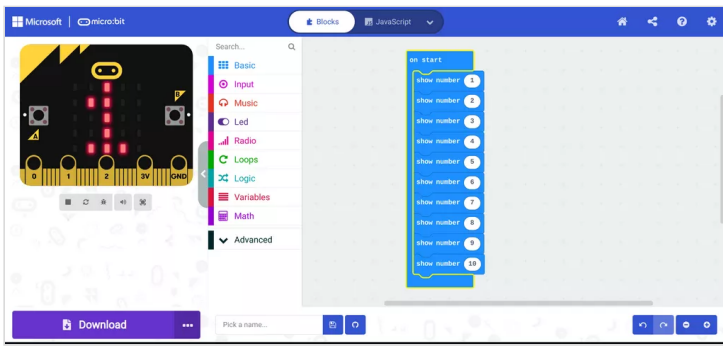 Microsoft
micro:bit
Blocks
JavaScript
B
A
0
1
2
3V
GND
Search...
Basic
Input
Music
Led
Radio
Loops
Logic
Variables
Math
Advanced
on start
show number 1
show number 2
show number 3
show number 4
show number 5
show number 6
show number 7
show number 8
show number 9
show number 10
Download
Pick a name...